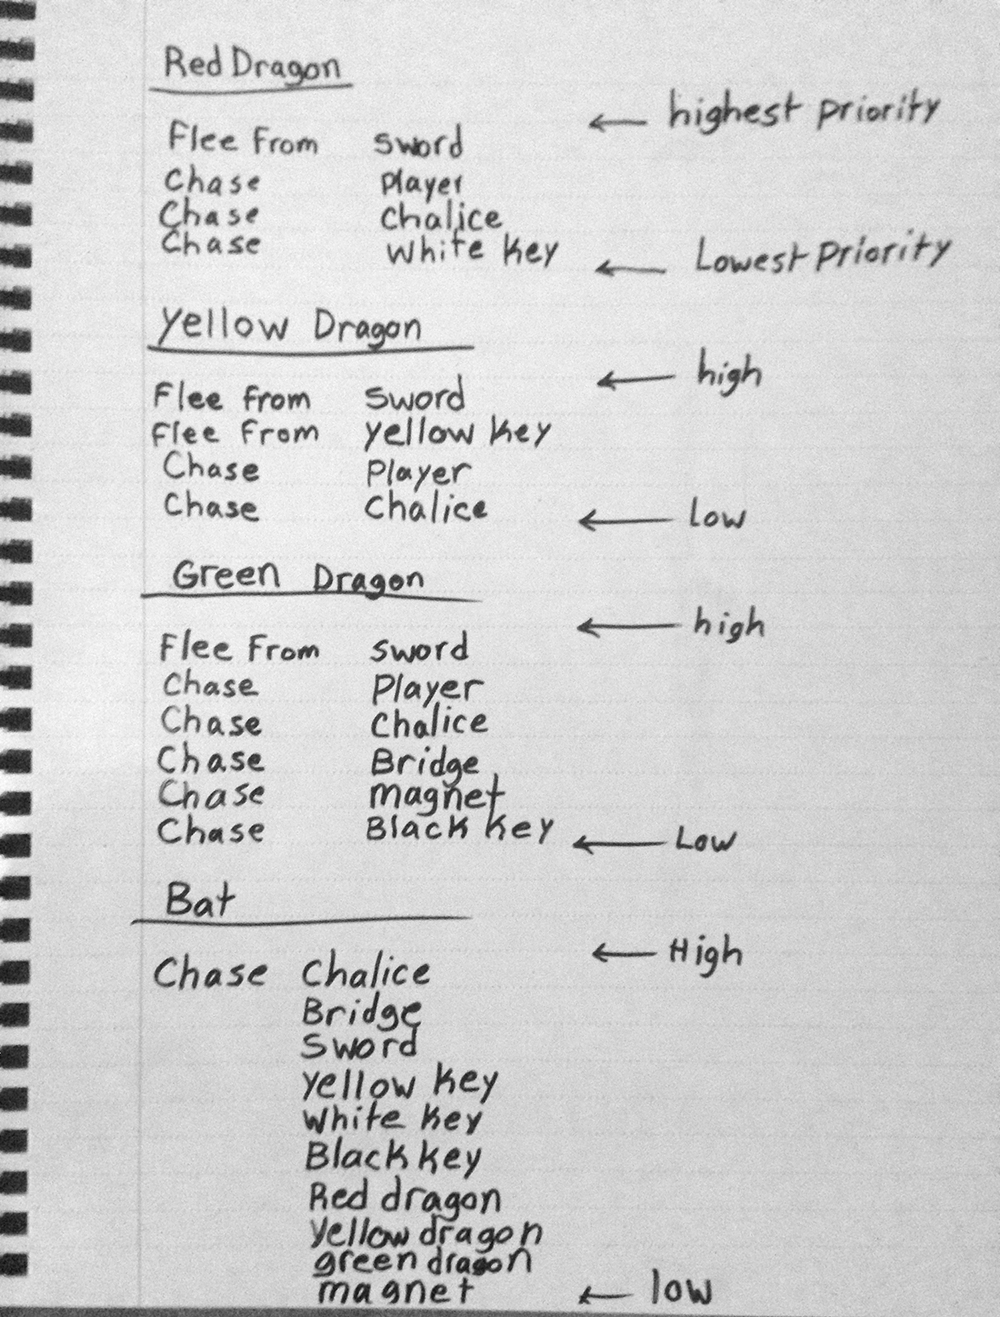 Red Dragon
← highest priority
Flee From Sword
Chase Player
Chase Chalice
Chase White Key
← Lowest Priority
Yellow Dragon
← high
Flee from Sword
Flee From Yellow Key
Chase Player
Chase Chalice ← Low
Green Dragon
← high
Flee From Sword
Chase Player
Chase Chalice
Chase Bridge
Chase magnet
Chase Black Key ← Low
Bat
← High
Chase Chalice
Bridge
Sword
Yellow Key
White Key
Black Key
Red dragon
Yellow dragon
green dragon
magnet ← low